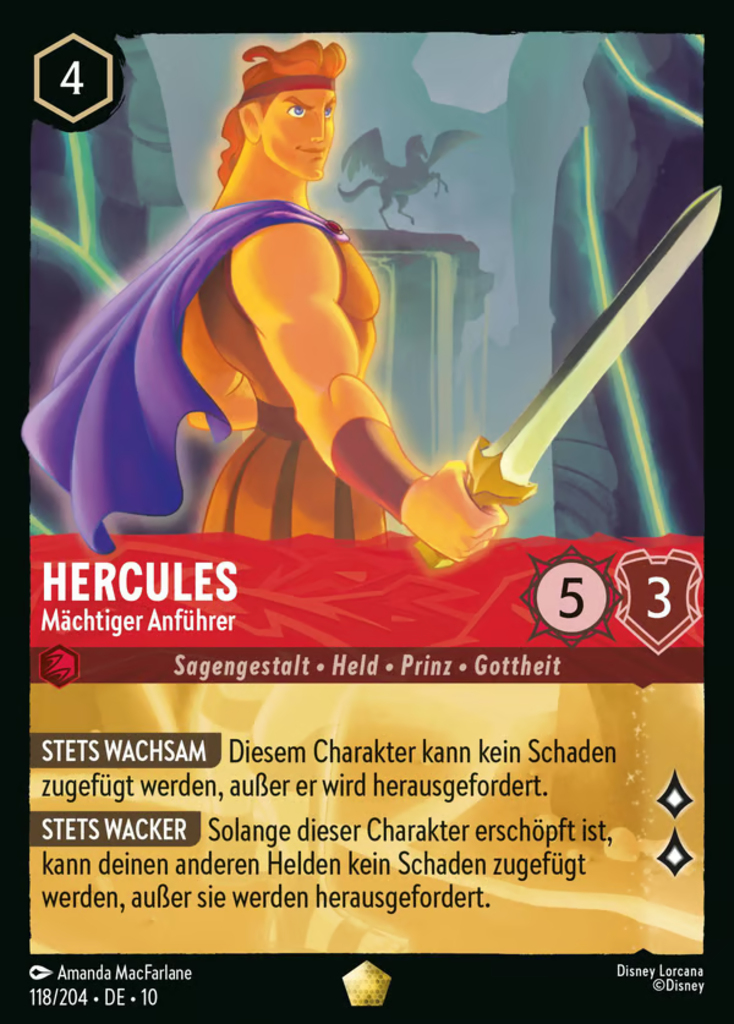 4
HERCULES
Mächtiger Anführer
5
3
Sagengestalt • Held • Prinz • Gottheit
STETS WACHSAM Diesem Charakter kann kein Schaden
zugefügt werden, außer er wird herausgefordert.
STETS WACKER Solange dieser Charakter erschöpft ist,
kann deinen anderen Helden kein Schaden zugefügt
werden, außer sie werden herausgefordert.
Amanda MacFarlane
118/204 • DE • 10
Disney Lorcana
©Disney